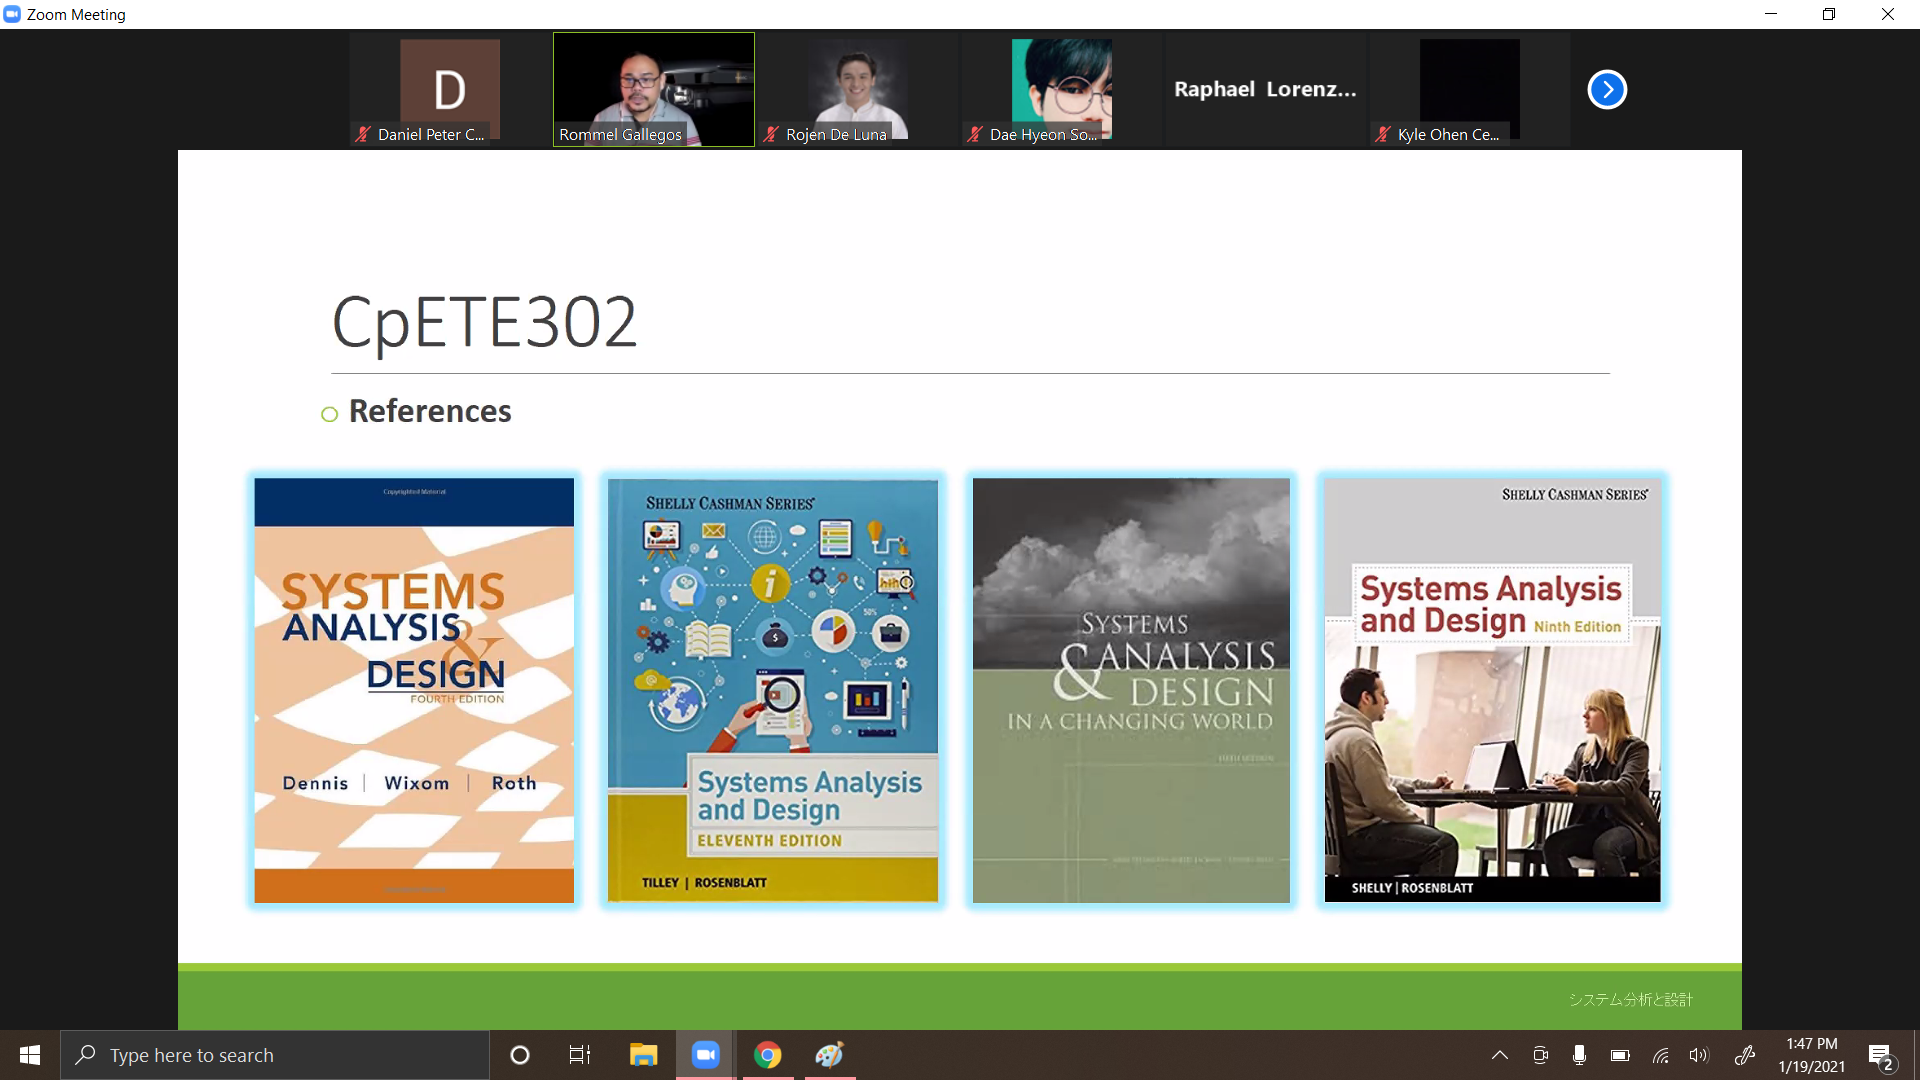 Zoom Meeting
D
Daniel Peter C...
Rommel Gallegos
Rojen De Luna
Dae Hyeon So...
Raphael Lorenz...
Kyle Ohen Ce...
CpETE302
References
Copyrighted Material
SYSTEMS
ANALYSIS
&
DESIGN
FOURTH EDITION
Dennis | Wixom | Roth
SHELLY CASHMAN SERIES®
i
50%
$
Systems Analysis
and Design
ELEVENTH EDITION
TILLEY | ROSENBLATT
SYSTEMS
& ANALYSIS
DESIGN
IN A CHANGING WORLD
FIFTH EDITION
SHELLY CASHMAN SERIES®
Systems Analysis
and Design Ninth Edition
SHELLY | ROSENBLATT
システム分析と設計
Type here to search
1:47 PM
1/19/2021
2